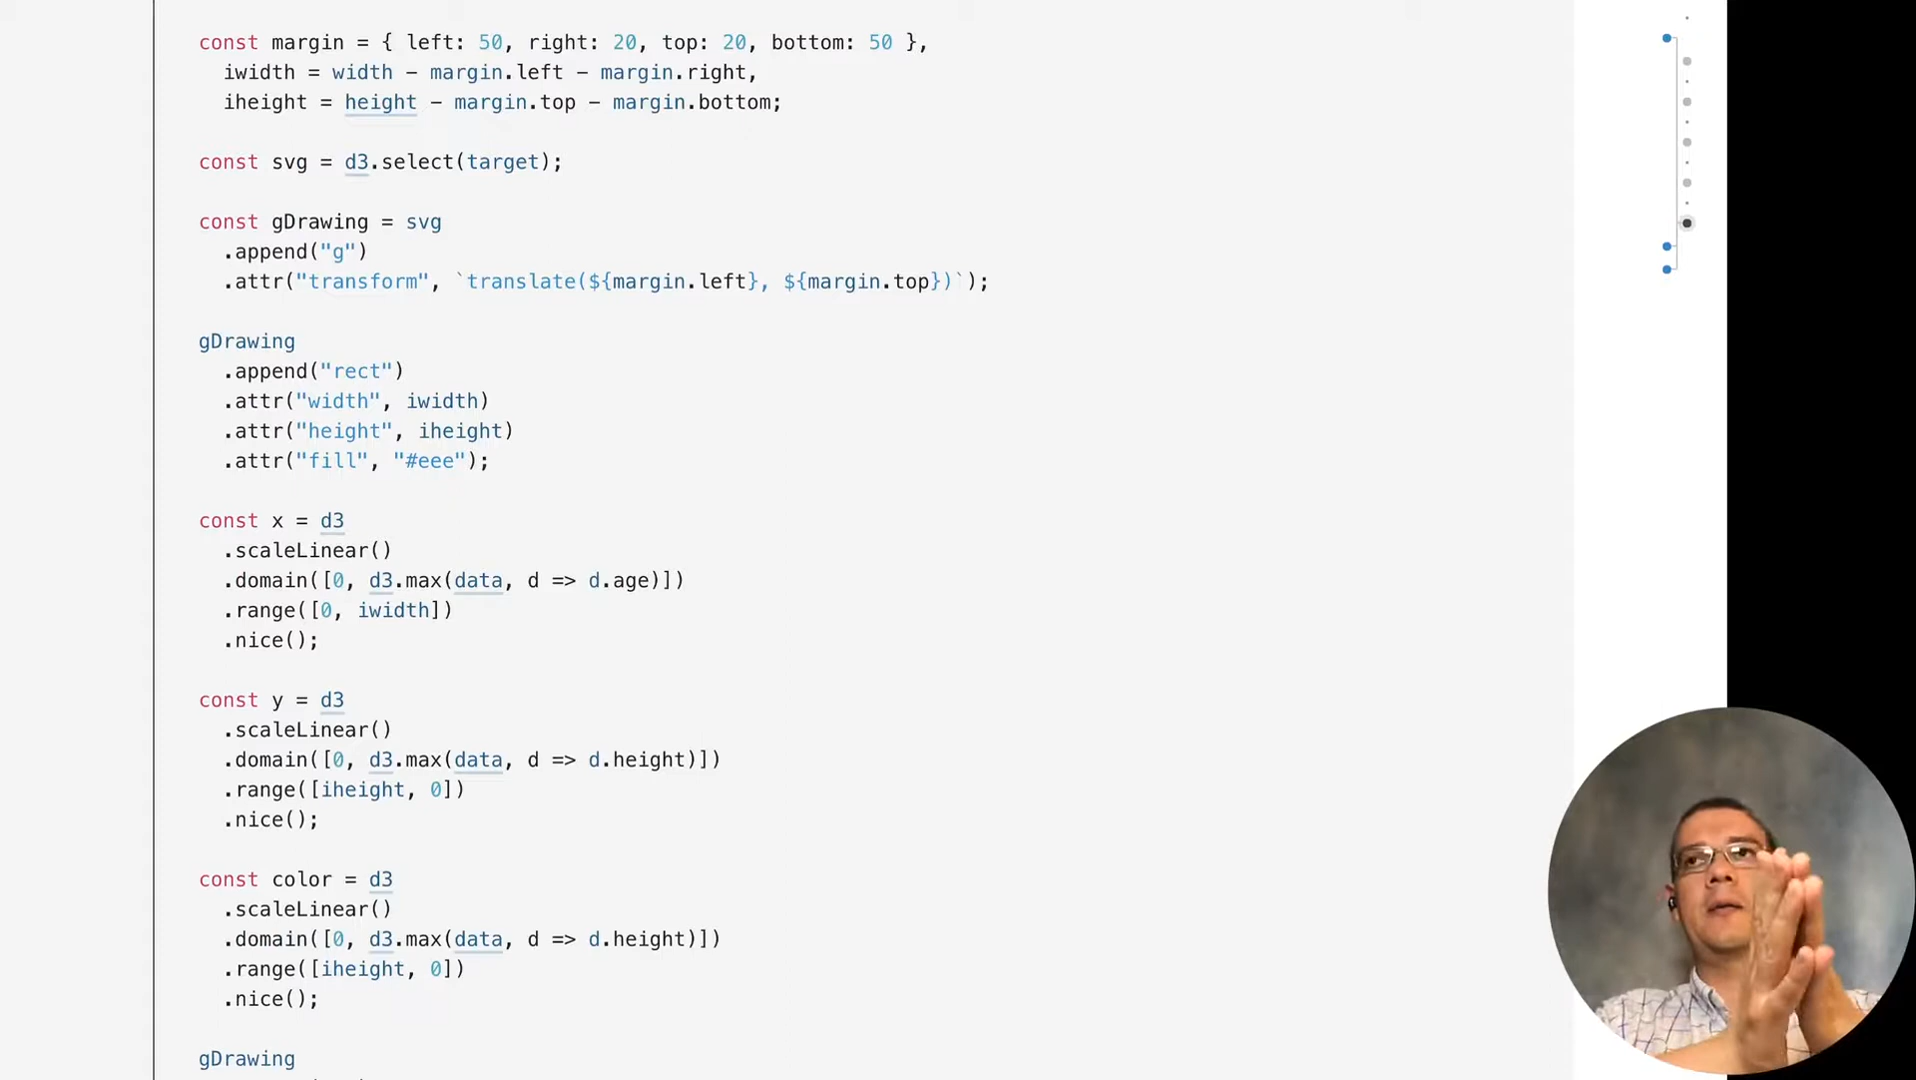 const margin = { left: 50, right: 20, top: 20, bottom: 50 },
iwidth = width - margin.left - margin.right,
iheight = height - margin.top - margin.bottom;
const svg = d3.select(target);
const gDrawing = svg
.append("g")
.attr("transform", `translate(${margin.left}, ${margin.top})`);
gDrawing
.append("rect")
.attr("width", iwidth)
.attr("height", iheight)
.attr("fill", "#eee");
const x = d3
.scaleLinear()
.domain([0, d3.max(data, d => d.age)])
.range([0, iwidth])
.nice();
const y = d3
.scaleLinear()
.domain([0, d3.max(data, d => d.height)])
.range([iheight, 0])
.nice();
const color = d3
.scaleLinear()
.domain([0, d3.max(data, d => d.height)])
.range([iheight, 0])
.nice();
gDrawing